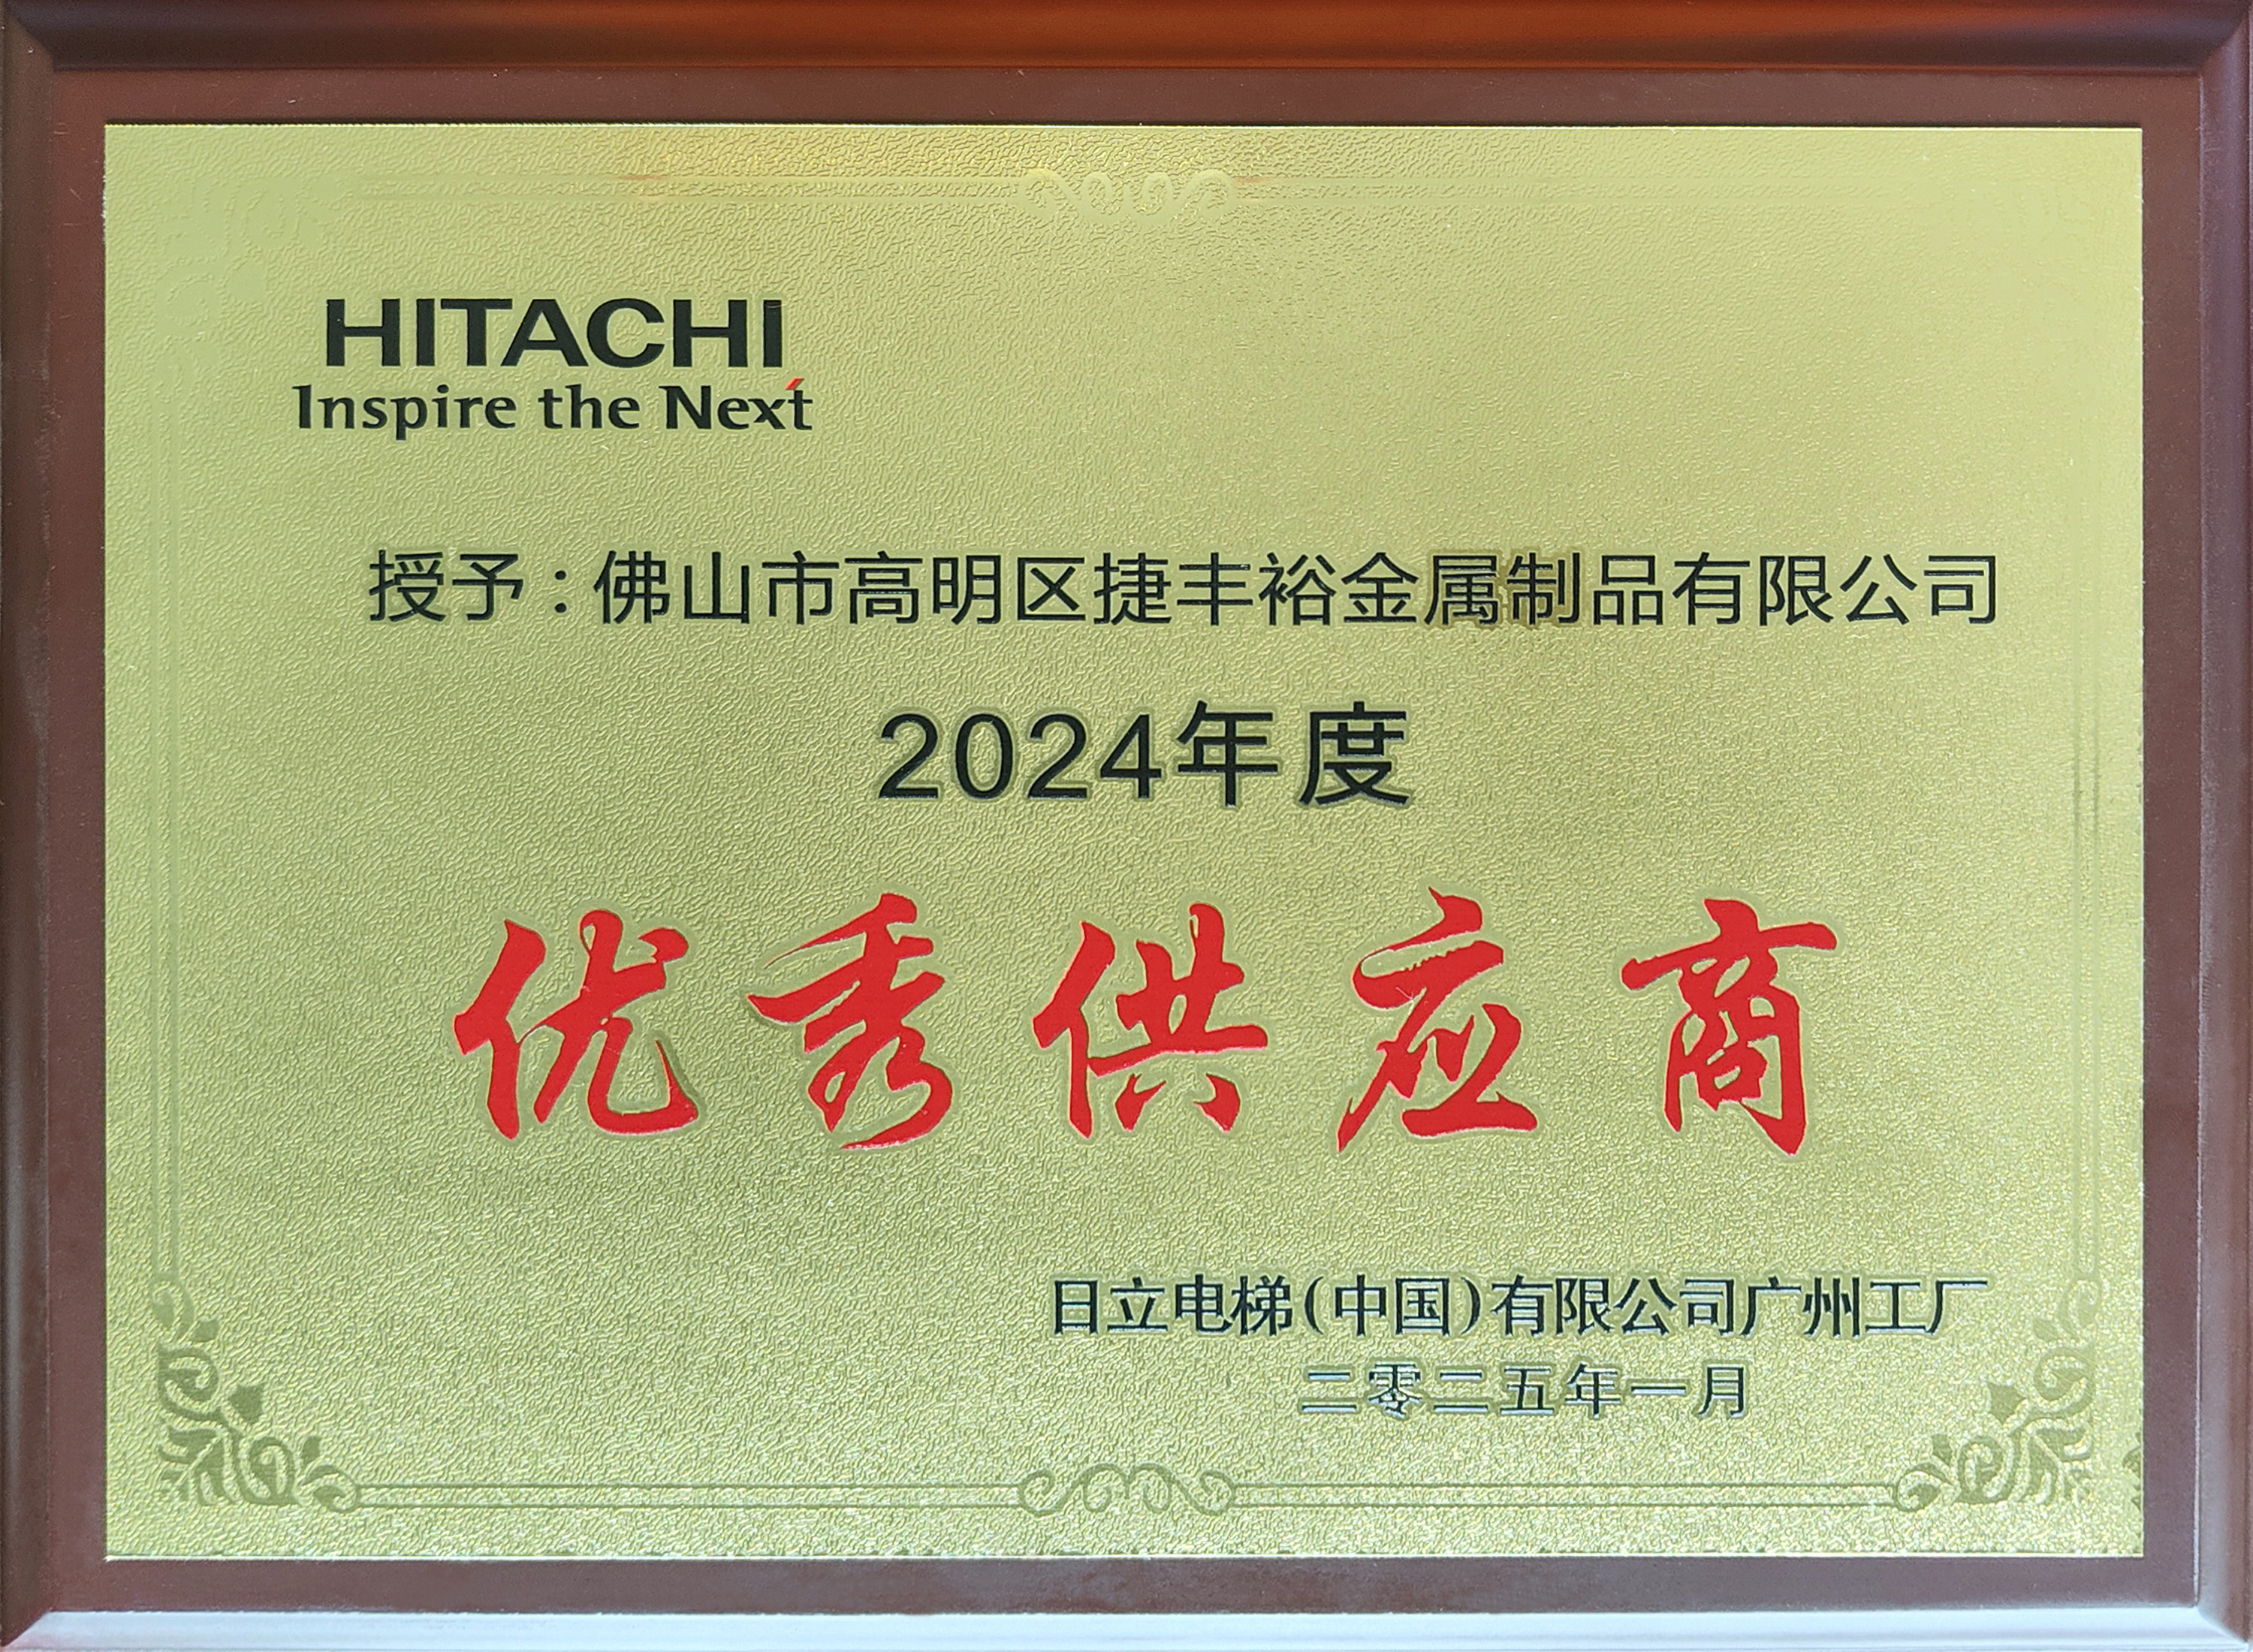 HITACHI
Inspire the Next
授予：佛山市高明区捷丰裕金属制品有限公司
2024年度
优秀供应商
日立电梯（中国）有限公司广州工厂
二零二五年一月